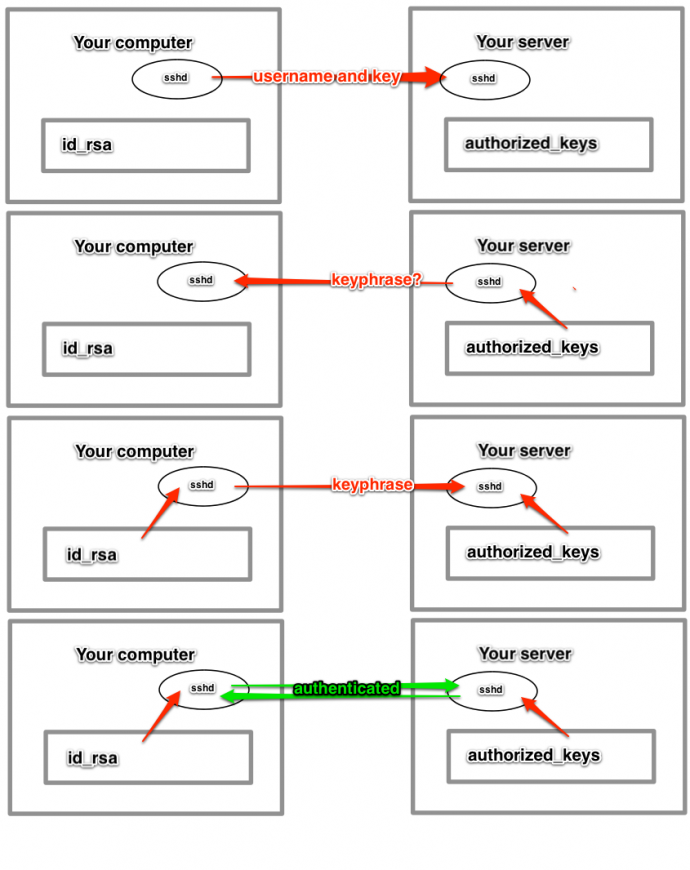 Your computer
Your server
sshd
username and key
sshd
id_rsa
authorized_keys
Your computer
Your server
sshd
keyphrase?
sshd
id_rsa
authorized_keys
Your computer
Your server
sshd
keyphrase
sshd
id_rsa
authorized_keys
Your computer
Your server
sshd
authenticated
sshd
id_rsa
authorized_keys